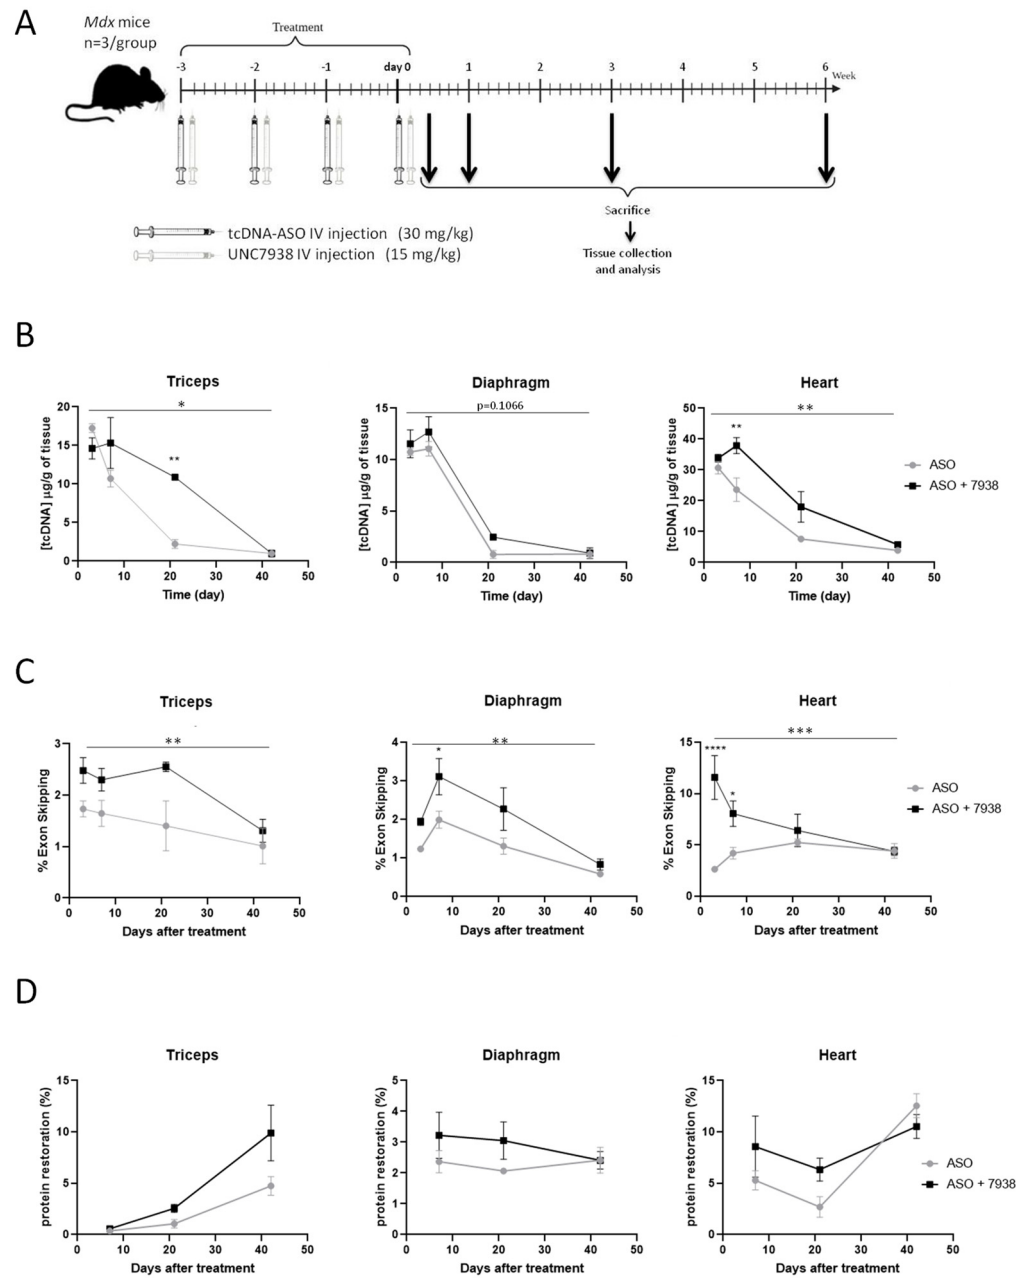 A
Mdx mice
n=3/group
Treatment
-3 -2 -1 day 0 1 2 3 4 5 6 Week
Sacrifice
tcDNA-ASO IV injection (30 mg/kg)
UNC7938 IV injection (15 mg/kg)
Tissue collection
and analysis
B
Triceps
*
**
[tcDNA] µg/g of tissue
20
15
10
5
0
0 10 20 30 40 50
Time (day)
Diaphragm
p=0.1066
[tcDNA] µg/g of tissue
15
10
5
0
0 10 20 30 40 50
Time (day)
Heart
**
**
[tcDNA] µg/g of tissue
50
40
30
20
10
0
0 10 20 30 40 50
Time (day)
ASO
ASO + 7938
C
Triceps
**
% Exon Skipping
3
2
1
0
0 10 20 30 40 50
Days after treatment
Diaphragm
**
*
% Exon Skipping
4
3
2
1
0
0 10 20 30 40 50
Days after treatment
Heart
***
****
*
% Exon Skipping
15
10
5
0
0 10 20 30 40 50
Days after treatment
ASO
ASO + 7938
D
Triceps
protein restoration (%)
15
10
5
0
0 10 20 30 40 50
Days after treatment
Diaphragm
protein restoration (%)
5
4
3
2
1
0
0 10 20 30 40 50
Days after treatment
Heart
protein restoration (%)
15
10
5
0
0 10 20 30 40 50
Days after treatment
ASO
ASO + 7938